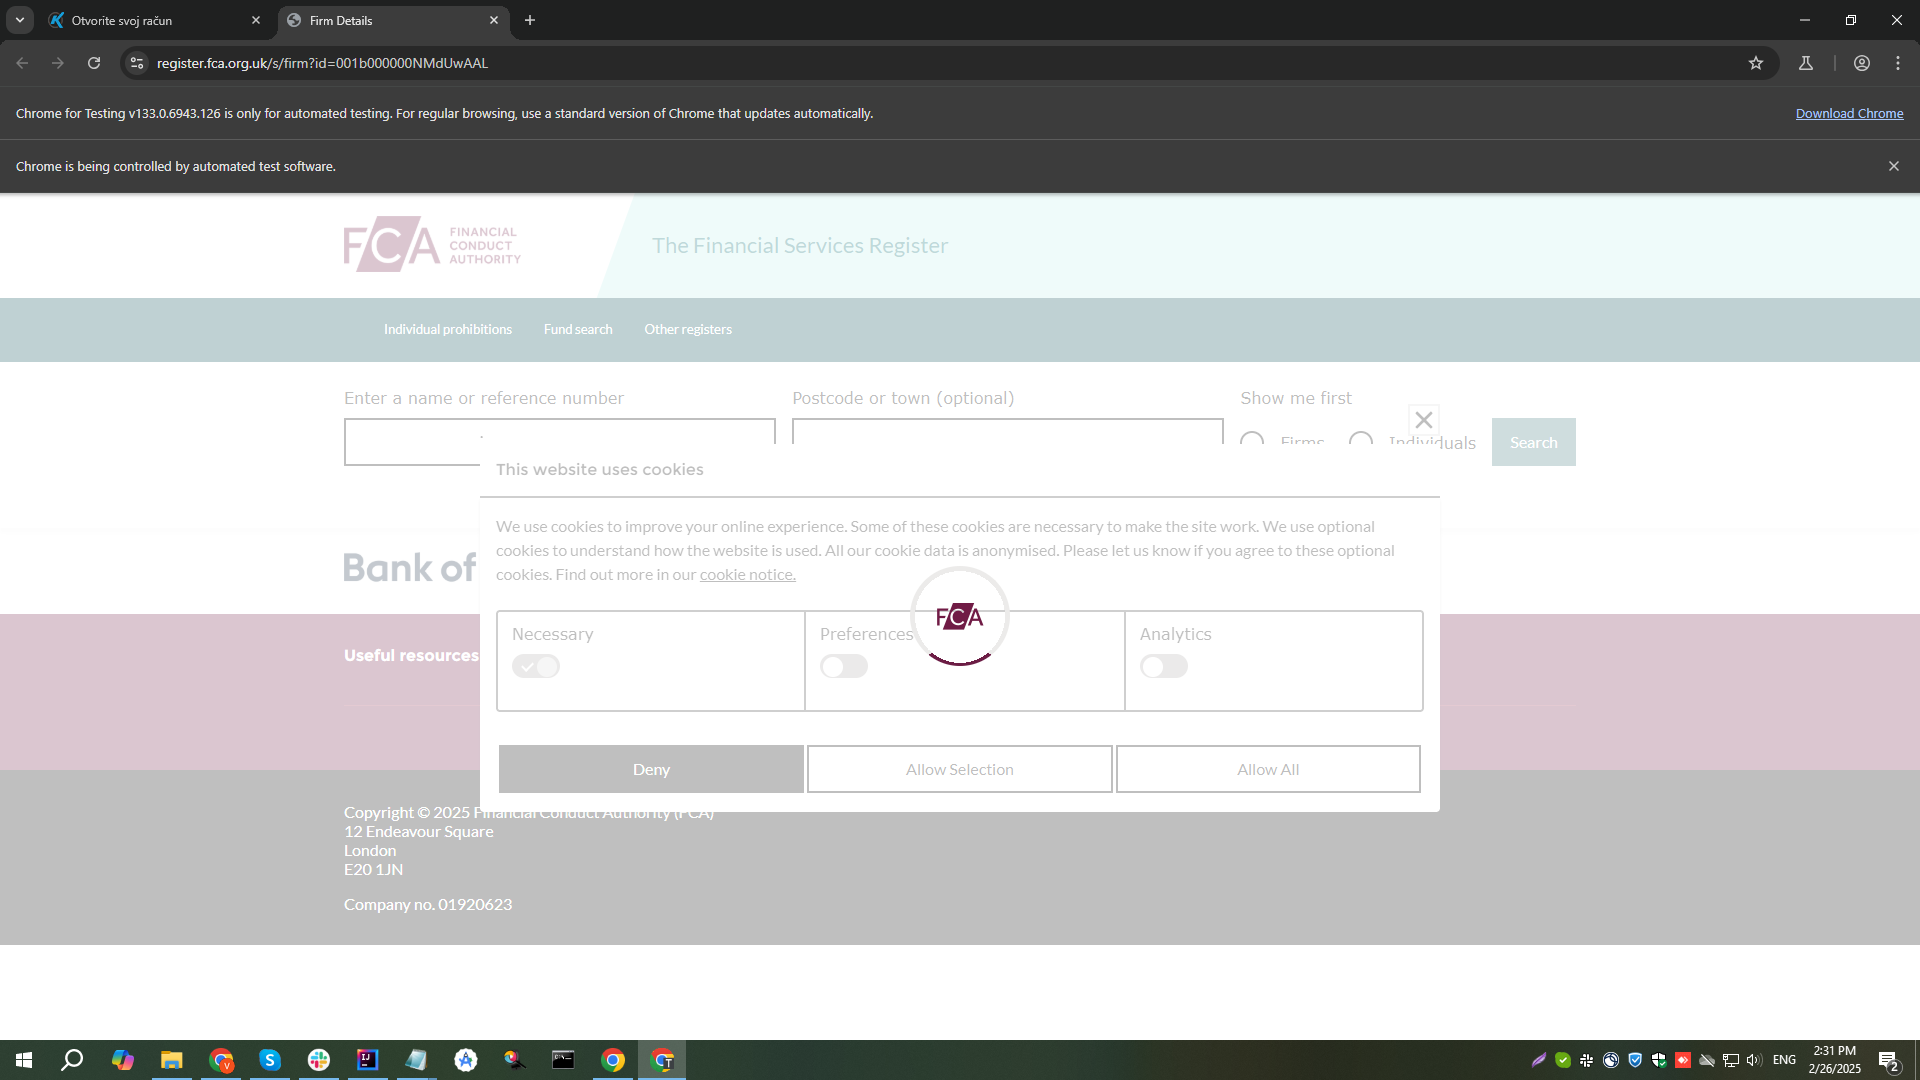 Otvorite svoj račun
Firm Details
register.fca.org.uk/s/firm?id=001b000000NMdUwAAL
Chrome for Testing v133.0.6943.126 is only for automated testing. For regular browsing, use a standard version of Chrome that updates automatically.
Download Chrome
Chrome is being controlled by automated test software.
FCA FINANCIAL
CONDUCT
AUTHORITY
The Financial Services Register
Individual prohibitions
Fund search
Other registers
Enter a name or reference number
Postcode or town (optional)
Show me first
Firms
Individuals
Search
This website uses cookies
We use cookies to improve your online experience. Some of these cookies are necessary to make the site work. We use optional
cookies to understand how the website is used. All our cookie data is anonymised. Please let us know if you agree to these optional
cookies. Find out more in our cookie notice.
Bank of
FCA
Necessary
Preferences
Analytics
Useful resources
Deny
Allow Selection
Allow All
Copyright © 2025 Financial Conduct Authority (FCA)
12 Endeavour Square
London
E20 1JN
Company no. 01920623
ENG
2:31 PM
2/26/2025
2